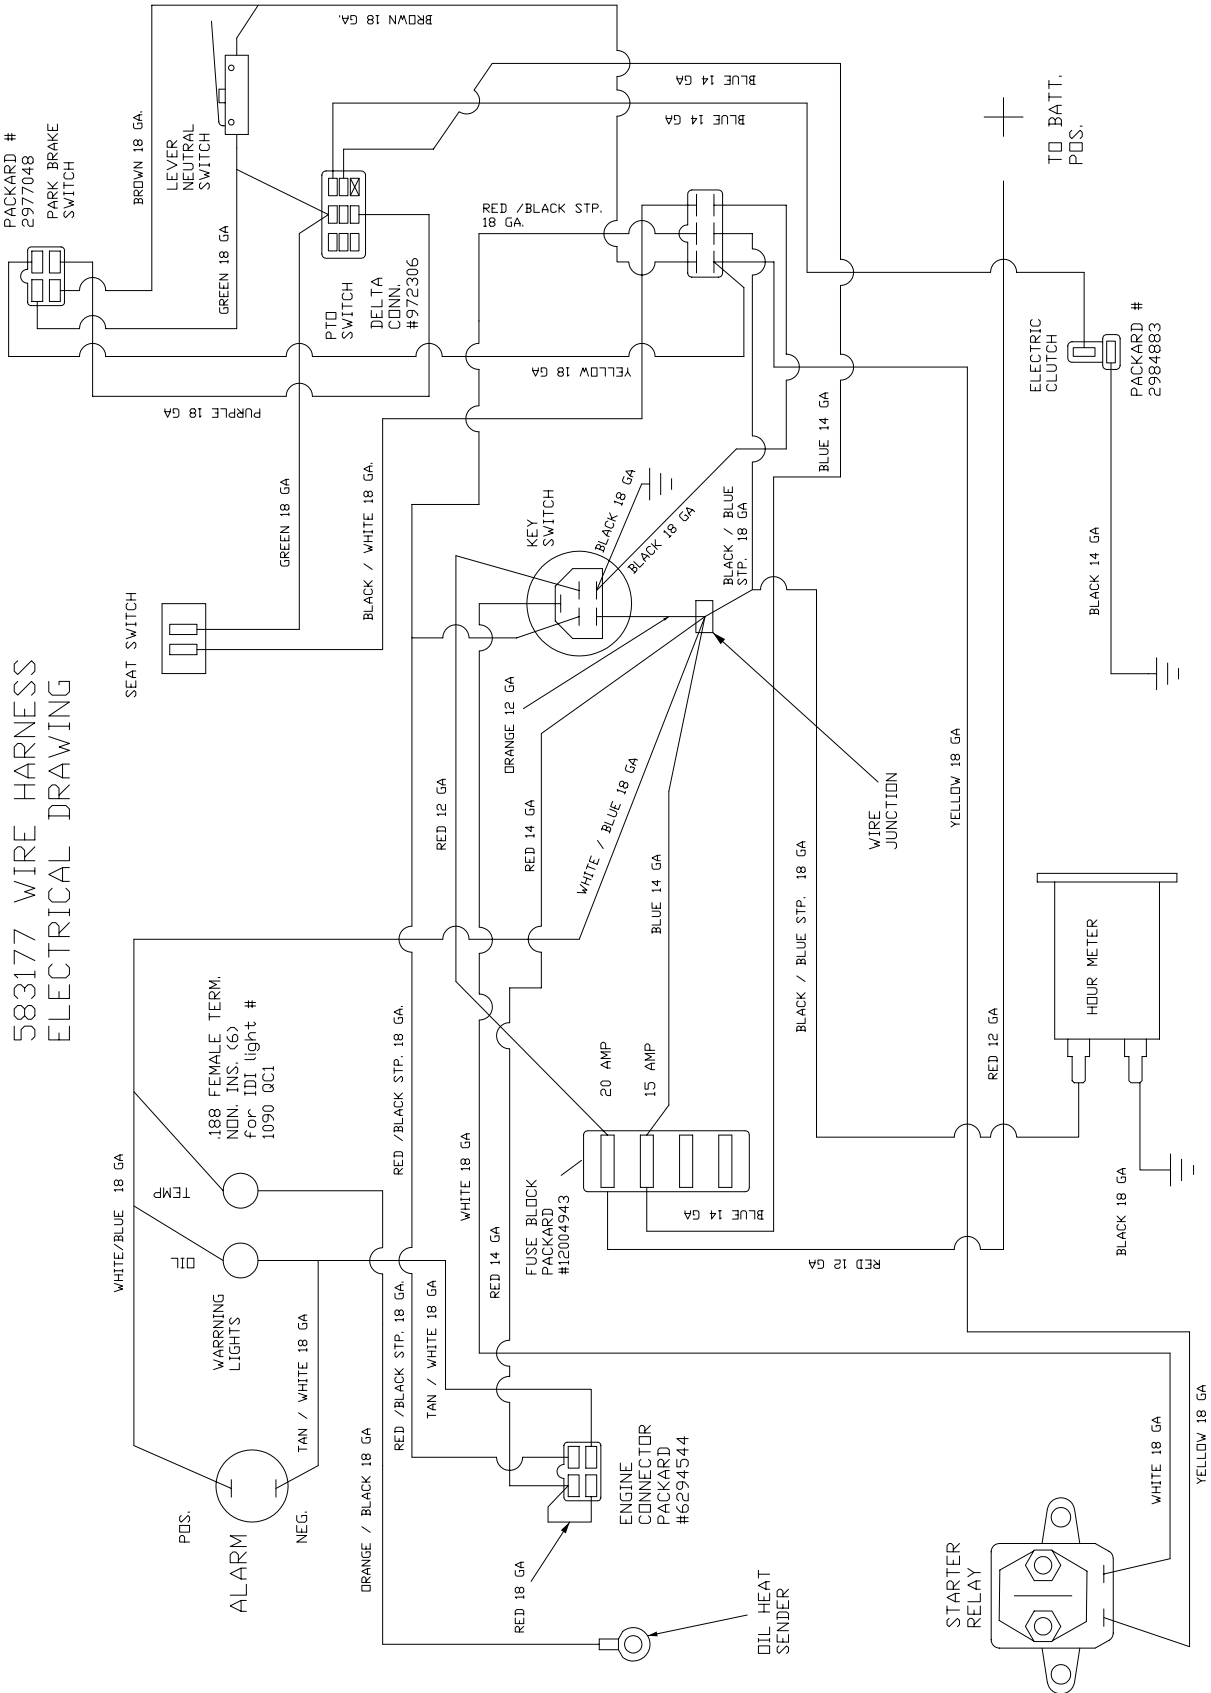 583177 WIRE HARNESS
ELECTRICAL DRAWING
PACKARD #
2977048
PARK BRAKE
SWITCH
BROWN 18 GA.
LEVER
NEUTRAL
SWITCH
GREEN 18 GA
BROWN 18 GA.
BLUE 14 GA
BLUE 14 GA
PTO
SWITCH
DELTA
CONN.
#972306
RED /BLACK STP.
18 GA.
TO BATT.
POS.
PURPLE 18 GA
YELLOW 18 GA
ELECTRIC
CLUTCH
PACKARD #
2984883
SEAT SWITCH
GREEN 18 GA
BLACK / WHITE 18 GA.
KEY
SWITCH
BLACK 18 GA
BLACK 18 GA
BLACK / BLUE
STP. 18 GA
BLUE 14 GA
BLACK 14 GA
RED 12 GA
ORANGE 12 GA
RED 14 GA
WHITE / BLUE 18 GA
BLUE 14 GA
WIRE
JUNCTION
YELLOW 18 GA
BLACK / BLUE STP. 18 GA
RED 12 GA
HOUR METER
BLACK 18 GA
.188 FEMALE TERM.
NON. INS. (6)
for IDI light #
1090 QC1
WHITE/BLUE 18 GA
TEMP
OIL
WARRNING
LIGHTS
TAN / WHITE 18 GA
RED /BLACK STP. 18 GA.
WHITE 18 GA
RED 14 GA
20 AMP
15 AMP
FUSE BLOCK
PACKARD
#12004943
BLUE 14 GA
RED 12 GA
RED /BLACK STP. 18 GA.
TAN / WHITE 18 GA
POS.
ALARM
NEG.
ORANGE / BLACK 18 GA
ENGINE
CONNECTOR
PACKARD
#6294544
RED 18 GA
OIL HEAT
SENDER
STARTER
RELAY
WHITE 18 GA
YELLOW 18 GA